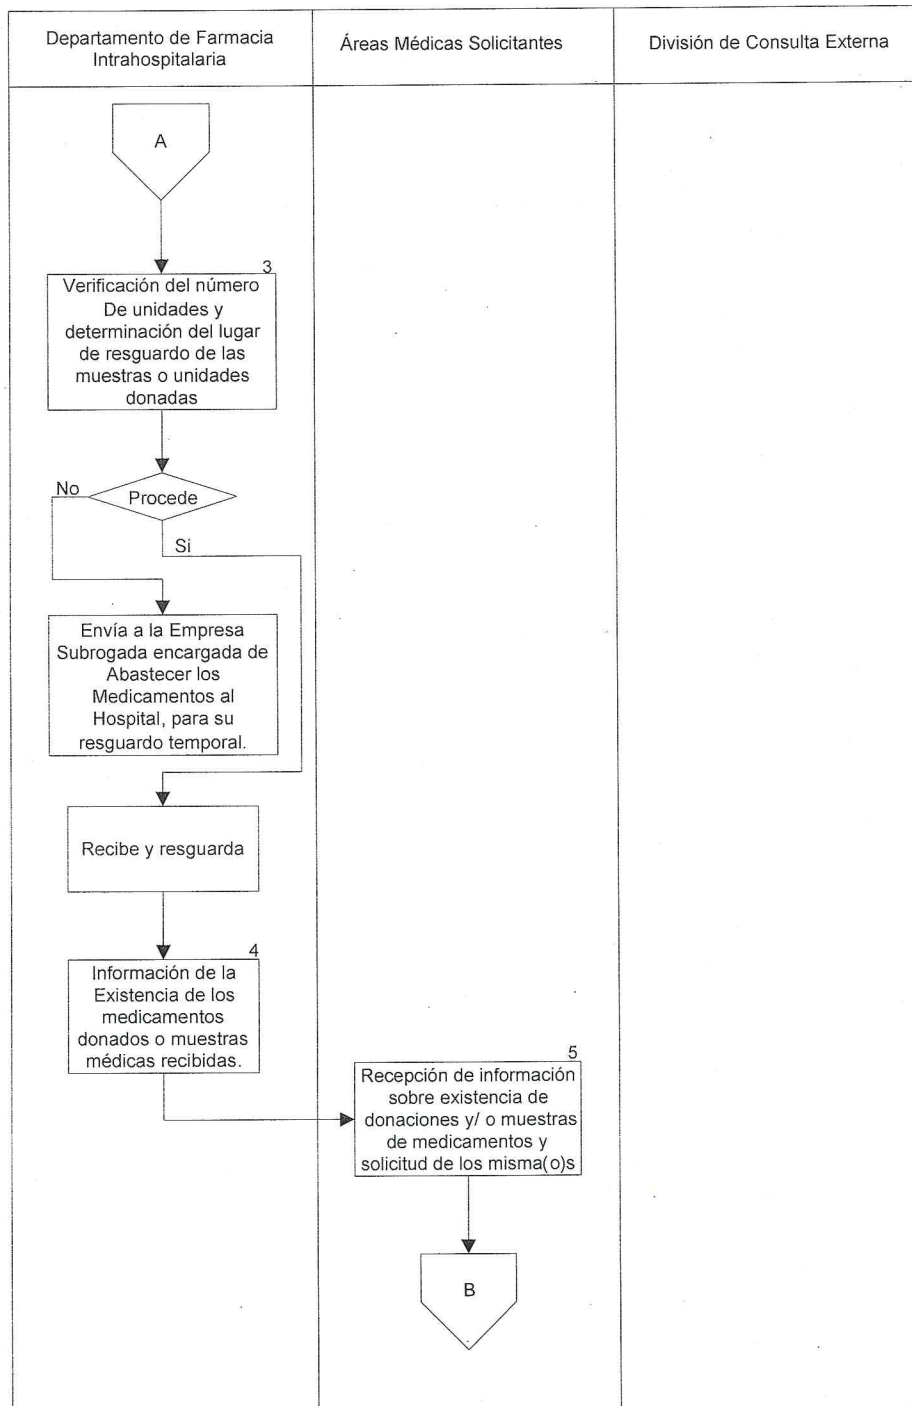 Departamento de Farmacia
Intrahospitalaria
Áreas Médicas Solicitantes
División de Consulta Externa
A
3
Verificación del número
De unidades y
determinación del lugar
de resguardo de las
muestras o unidades
donadas
Procede
No
Si
Envía a la Empresa
Subrogada encargada de
Abastecer los
Medicamentos al
Hospital, para su
resguardo temporal.
Recibe y resguarda
4
Información de la
Existencia de los
medicamentos
donados o muestras
médicas recibidas.
5
Recepción de información
sobre existencia de
donaciones y/ o muestras
de medicamentos y
solicitud de los misma(o)s
B